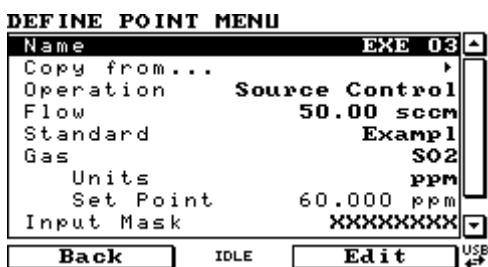 DEFINE POINT MENU
Name EXE 03
Copy from...
Operation Source Control
Flow 50.00 sccm
Standard Exampl
Gas SO2
Units ppm
Set Point 60.000 ppm
Input Mask XXXXXXXX
Back IDLE Edit USB